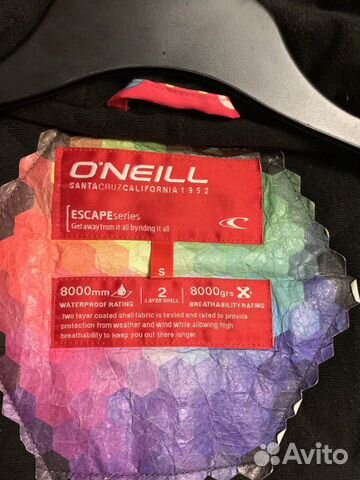 O'NEILL
SANTA CRUZ CALIFORNIA 1952
[ESCAPEseries
Get away from it all by riding it all
S
8000mm 2 8000grs
WATERPROOF RATING LAYER SHELL BREATHABILITY RATING
Two layer coated shell fabric is tested and rated to provide
protection from weather and wind while allowing high
breathability to keep you out there longer.
Avito